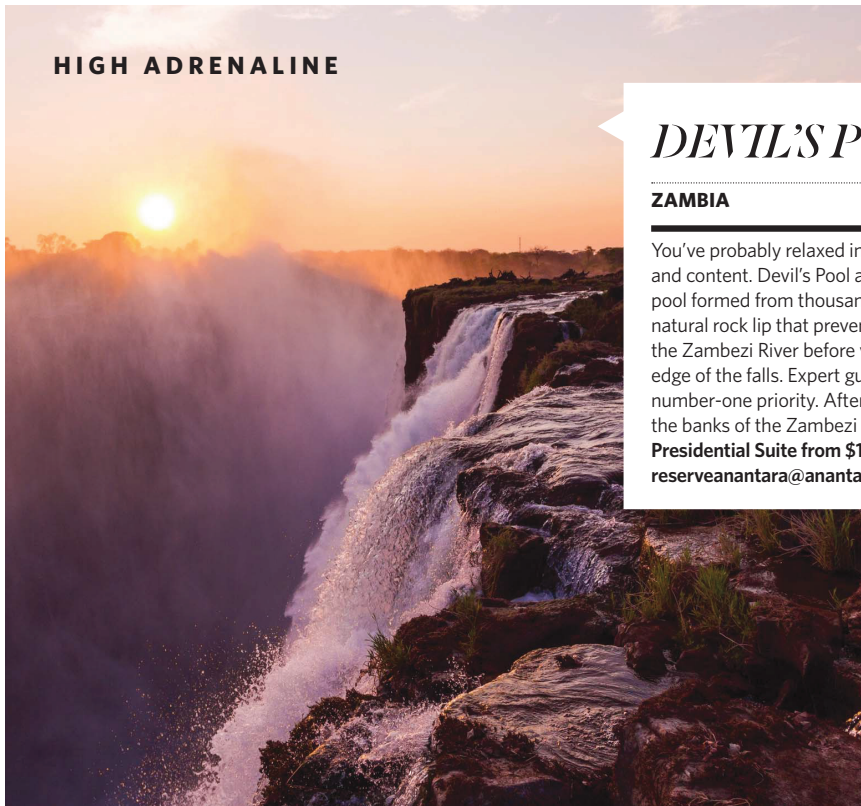 HIGH ADRENALINE
DEVIL'S P
ZAMBIA
You've probably relaxed in
and content. Devil's Pool a
pool formed from thousan
natural rock lip that preven
the Zambezi River before
edge of the falls. Expert gu
number-one priority. After
the banks of the Zambezi
Presidential Suite from $1
reserveanantara@ananta